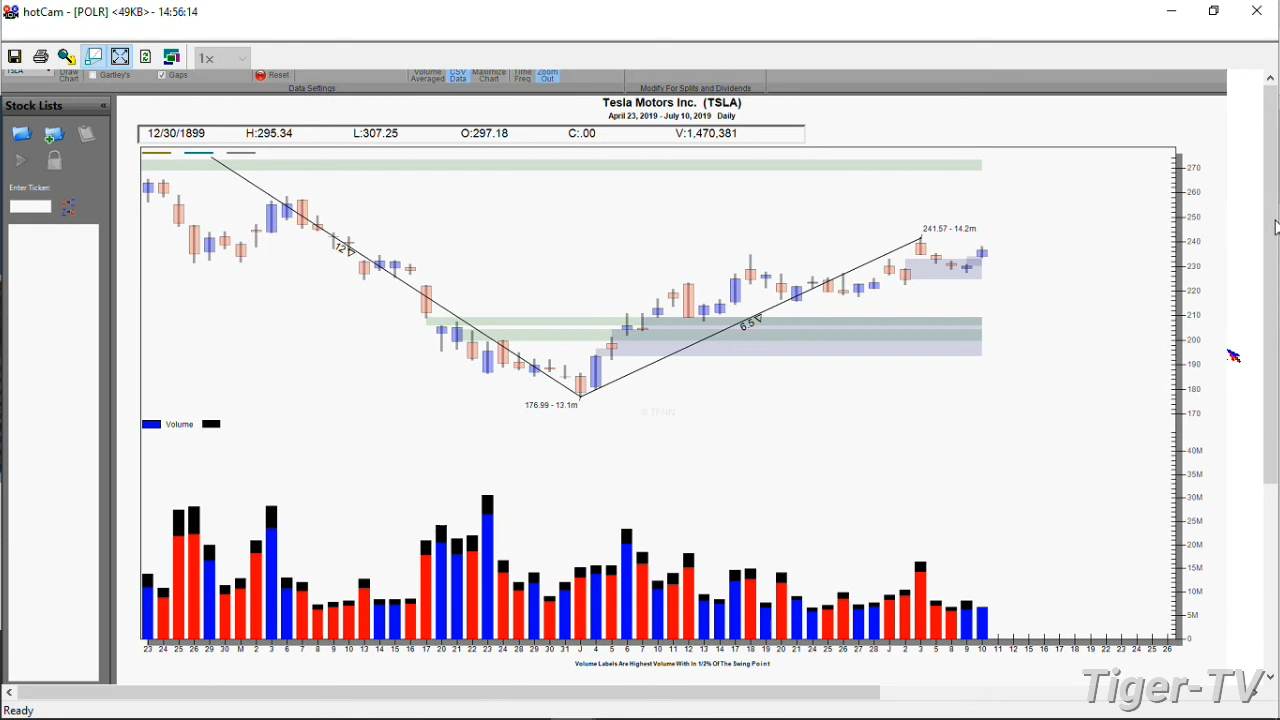 hotCam - [POLR] <49KB>- 14:56:14
1x
TSLA
Draw Chart
Gartley's
Gaps
Reset
Volume Averaged
CSV Data
Maximize Chart
Time Freq
Zoom Out
Data Settings
Modify For Splits and Dividends
Stock Lists
Enter Ticker:
Tesla Motors Inc. (TSLA)
April 23, 2019 - July 10, 2019 Daily
12/30/1899 H:295.34 L:307.25 O:297.18 C:.00 V:1,470,381
270
260
250
240
230
220
210
200
190
180
170
241.57 - 14.2m
12
6.5
176.99 - 13.1m
© TFNN
Volume
40M
35M
30M
25M
20M
15M
10M
5M
0
23 24 25 26 29 30 M 2 3 6 7 8 9 10 13 14 15 16 17 20 21 22 23 24 28 29 30 31 J 4 5 6 7 10 11 12 13 14 17 18 19 20 21 24 25 26 27 28 J 2 3 5 8 9 10 11 12 15 16 17 18 19 22 23 24 25 26
Volume Labels Are Highest Volume With In 1/2% Of The Swing Point
Tiger-TV
Ready